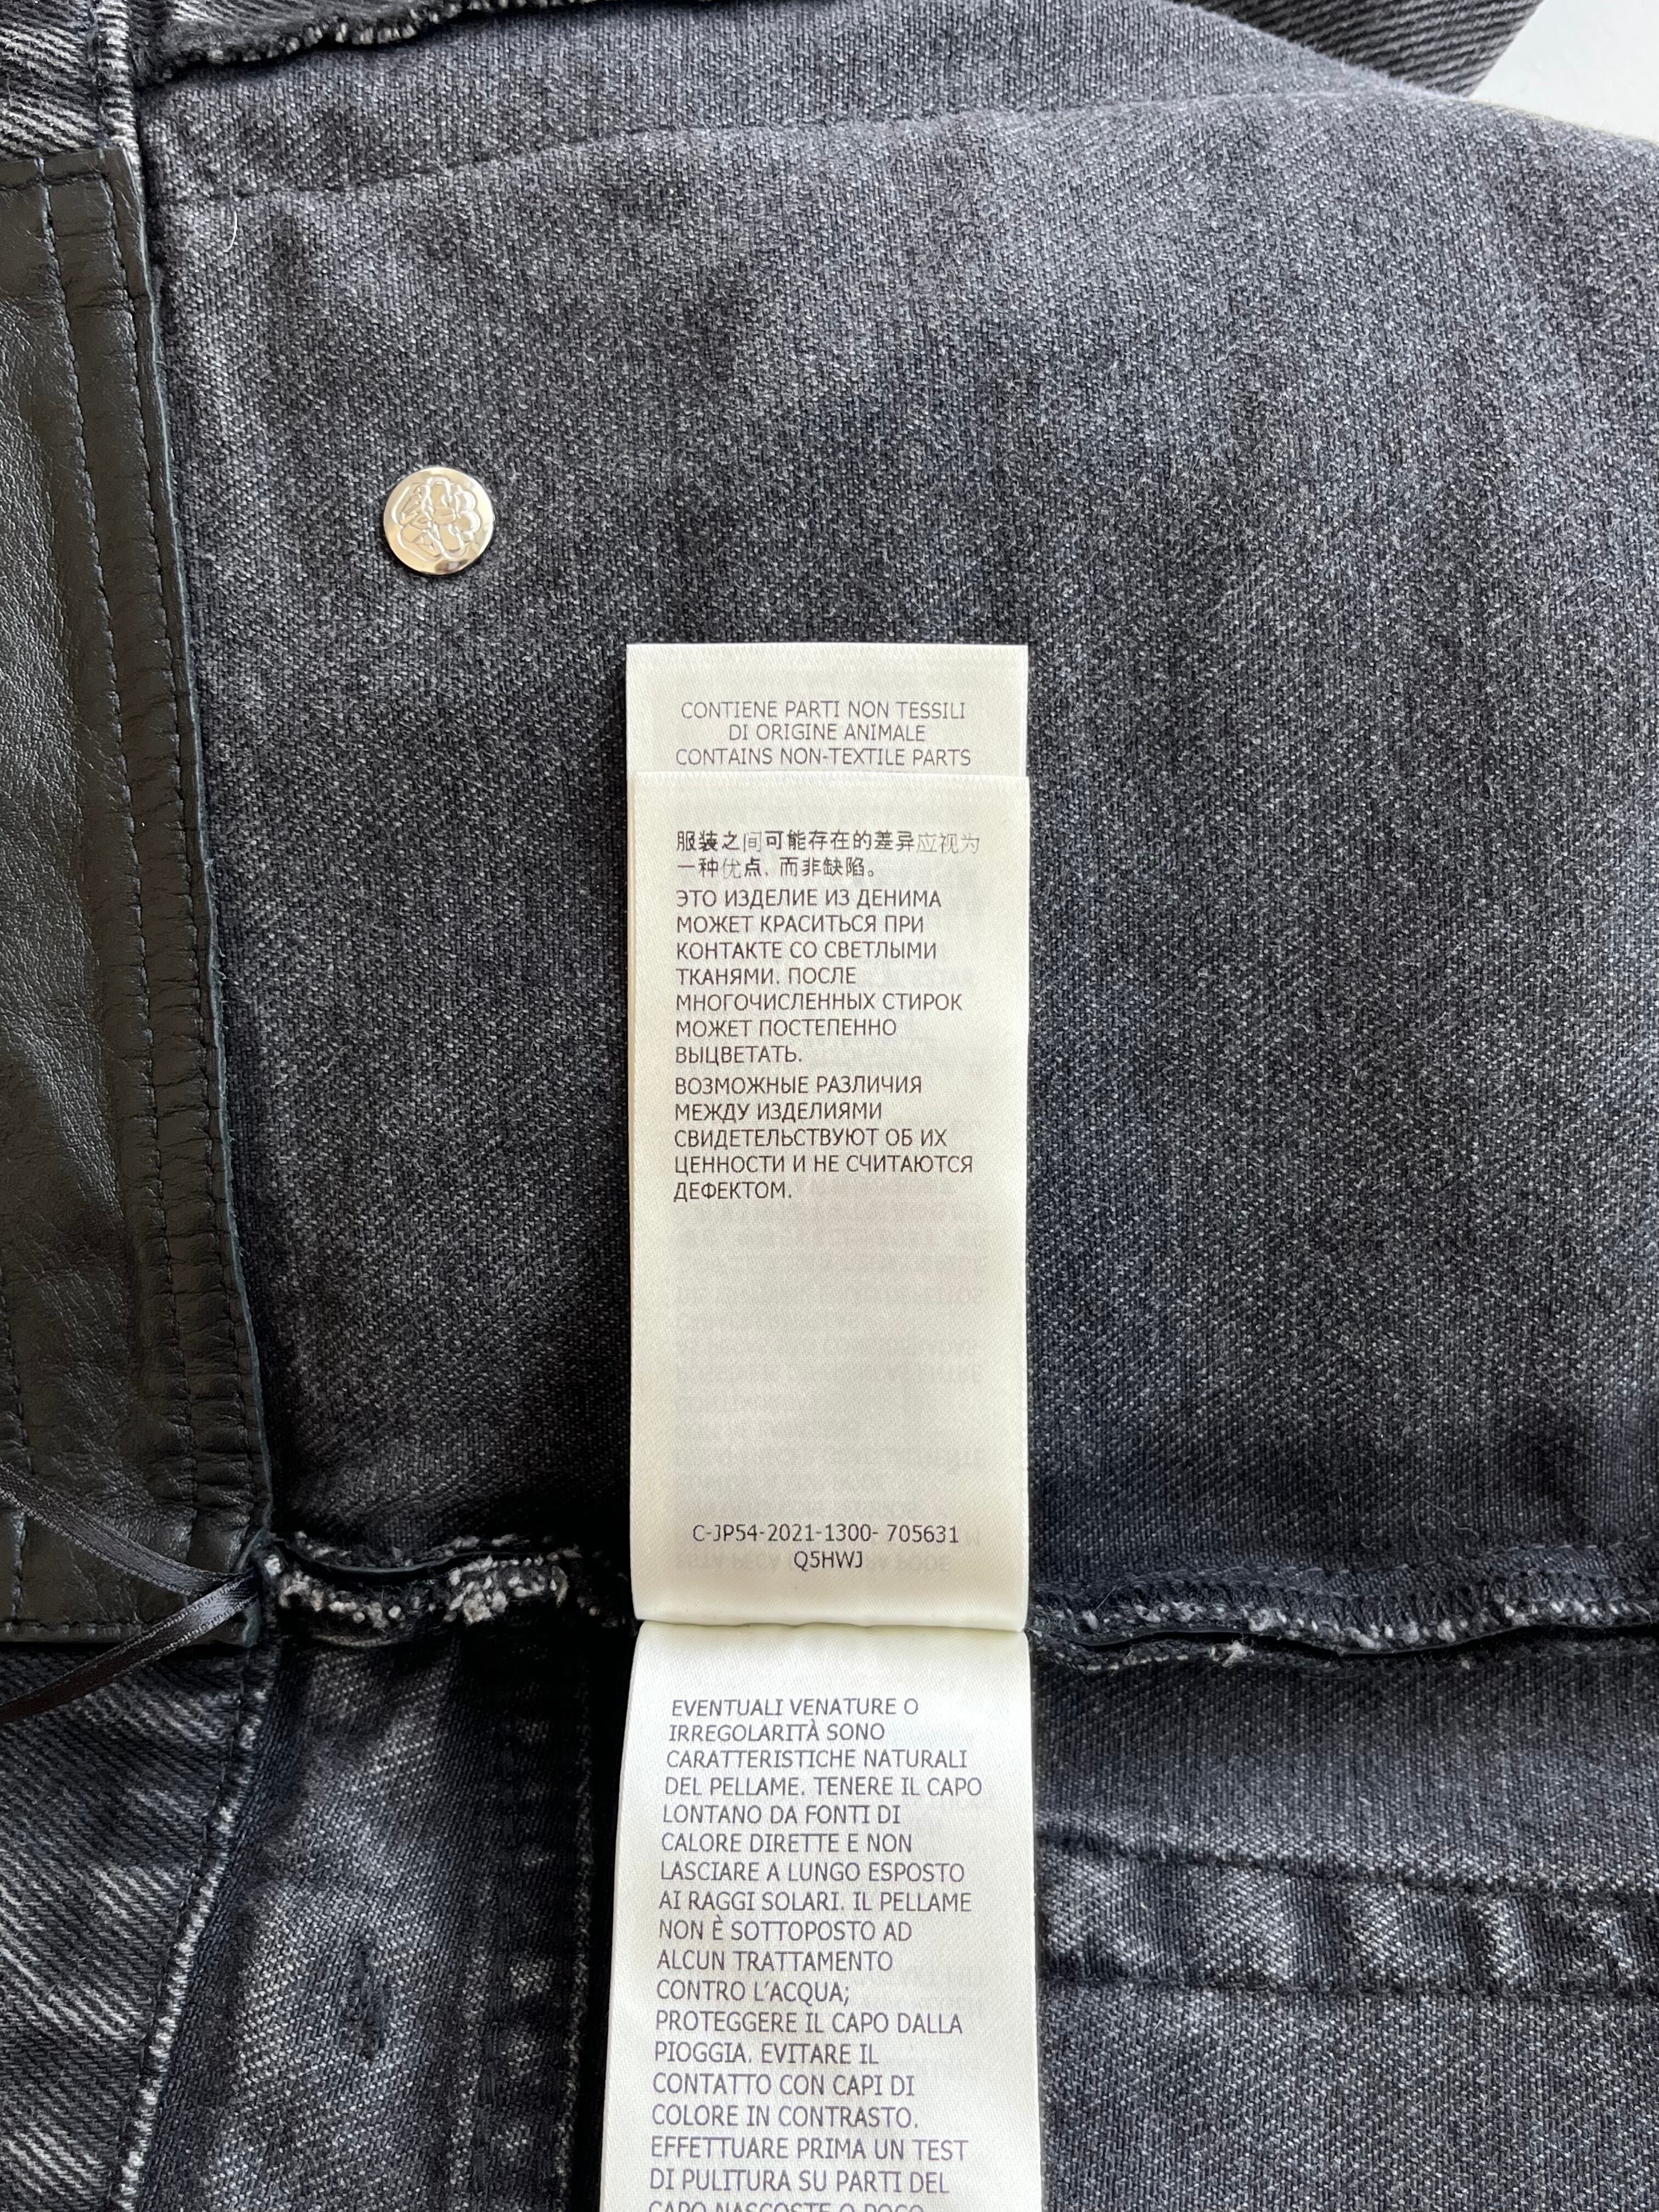 CONTIENE PARTI NON TESSILI
DI ORIGINE ANIMALE
CONTAINS NON-TEXTILE PARTS
服装之间可能存在的差异应视为
一种优点, 而非缺陷。
ЭТО ИЗДЕЛИЕ ИЗ ДЕНИМА
МОЖЕТ КРАСИТЬСЯ ПРИ
КОНТАКТЕ СО СВЕТЛЫМИ
ТКАНЯМИ. ПОСЛЕ
МНОГОЧИСЛЕННЫХ СТИРОК
МОЖЕТ ПОСТЕПЕННО
ВЫЦВЕТАТЬ.
ВОЗМОЖНЫЕ РАЗЛИЧИЯ
МЕЖДУ ИЗДЕЛИЯМИ
СВИДЕТЕЛЬСТВУЮТ ОБ ИХ
ЦЕННОСТИ И НЕ СЧИТАЮТСЯ
ДЕФЕКТОМ.
C-JP54-2021-1300- 705631
Q5HWJ
EVENTUALI VENATURE O
IRREGOLARITÀ SONO
CARATTERISTICHE NATURALI
DEL PELLAME. TENERE IL CAPO
LONTANO DA FONTI DI
CALORE DIRETTE E NON
LASCIARE A LUNGO ESPOSTO
AI RAGGI SOLARI. IL PELLAME
NON È SOTTOPOSTO AD
ALCUN TRATTAMENTO
CONTRO L'ACQUA;
PROTEGGERE IL CAPO DALLA
PIOGGIA. EVITARE IL
CONTATTO CON CAPI DI
COLORE IN CONTRASTO.
EFFETTUARE PRIMA UN TEST
DI PULITURA SU PARTI DEL
CAPO NASCOSTE O POCO